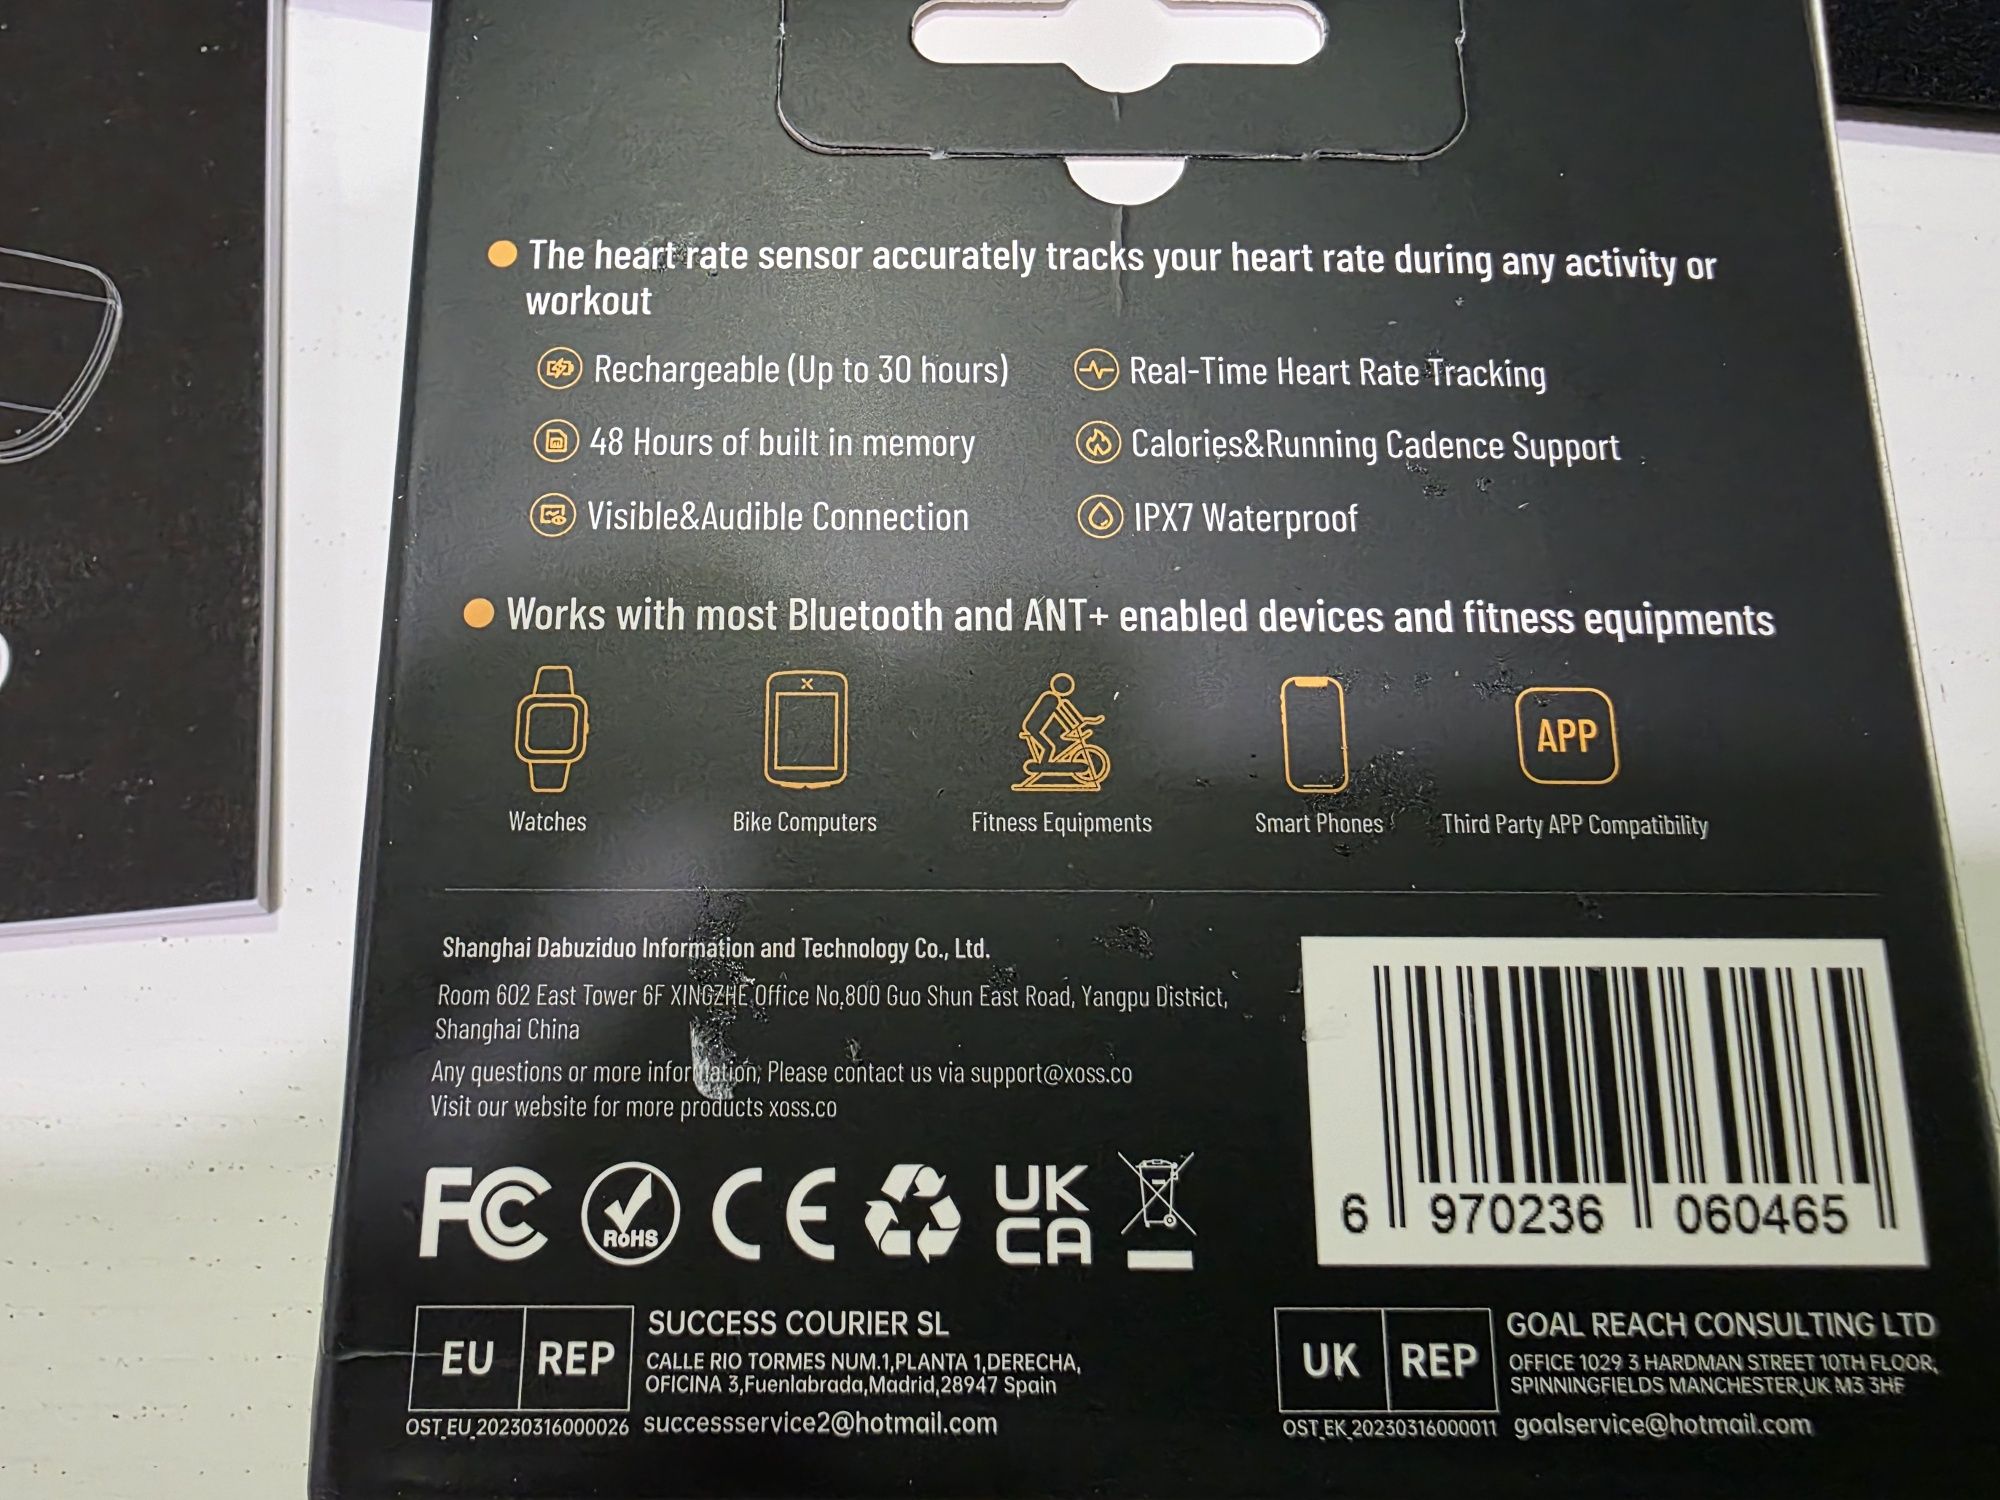 The heart rate sensor accurately tracks your heart rate during any activity or
workout
Rechargeable (Up to 30 hours)
Real-Time Heart Rate Tracking
48 Hours of built in memory
Calories&Running Cadence Support
Visible&Audible Connection
IPX7 Waterproof
Works with most Bluetooth and ANT+ enabled devices and fitness equipments
APP
Watches
Bike Computers
Fitness Equipments
Smart Phones
Third Party APP Compatibility
Shanghai Dabuziduo Information and Technology Co., Ltd.
Room 602 East Tower 6F XINGZHE Office No,800 Guo Shun East Road, Yangpu District,
Shanghai China
Any questions or more information, Please contact us via support@xoss.co
Visit our website for more products xoss.co
FC
RoHS
CE
UK
CA
6 970236 060465
EU REP
SUCCESS COURIER SL
CALLE RIO TORMES NUM.1,PLANTA 1,DERECHA,
OFICINA 3,Fuenlabrada,Madrid,28947 Spain
OST_EU_20230316000026 successservice2@hotmail.com
UK REP
GOAL REACH CONSULTING LTD
OFFICE 1029 3 HARDMAN STREET 10TH FLOOR,
SPINNINGFIELDS MANCHESTER,UK M3 3HF
OST_EK_20230316000011 goalservice@hotmail.com